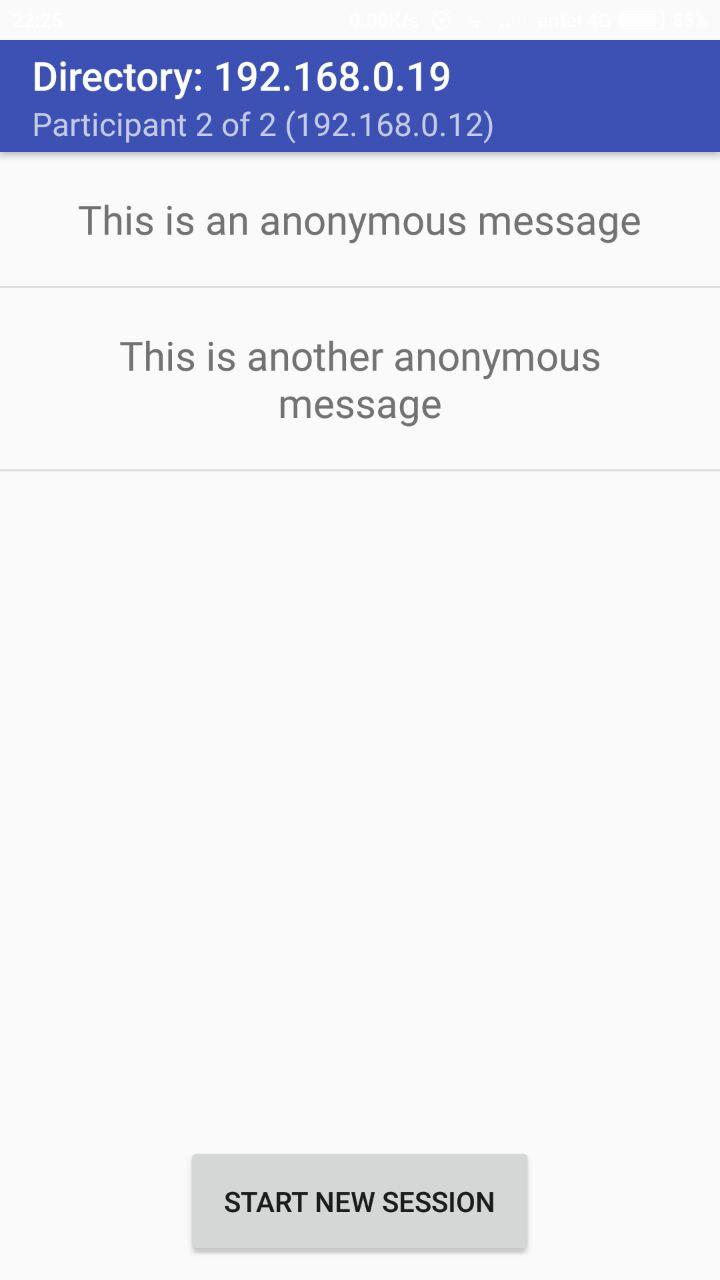 22:25 0.00K/s entel 4G 85%
Directory: 192.168.0.19
Participant 2 of 2 (192.168.0.12)
This is an anonymous message
This is another anonymous
message
START NEW SESSION